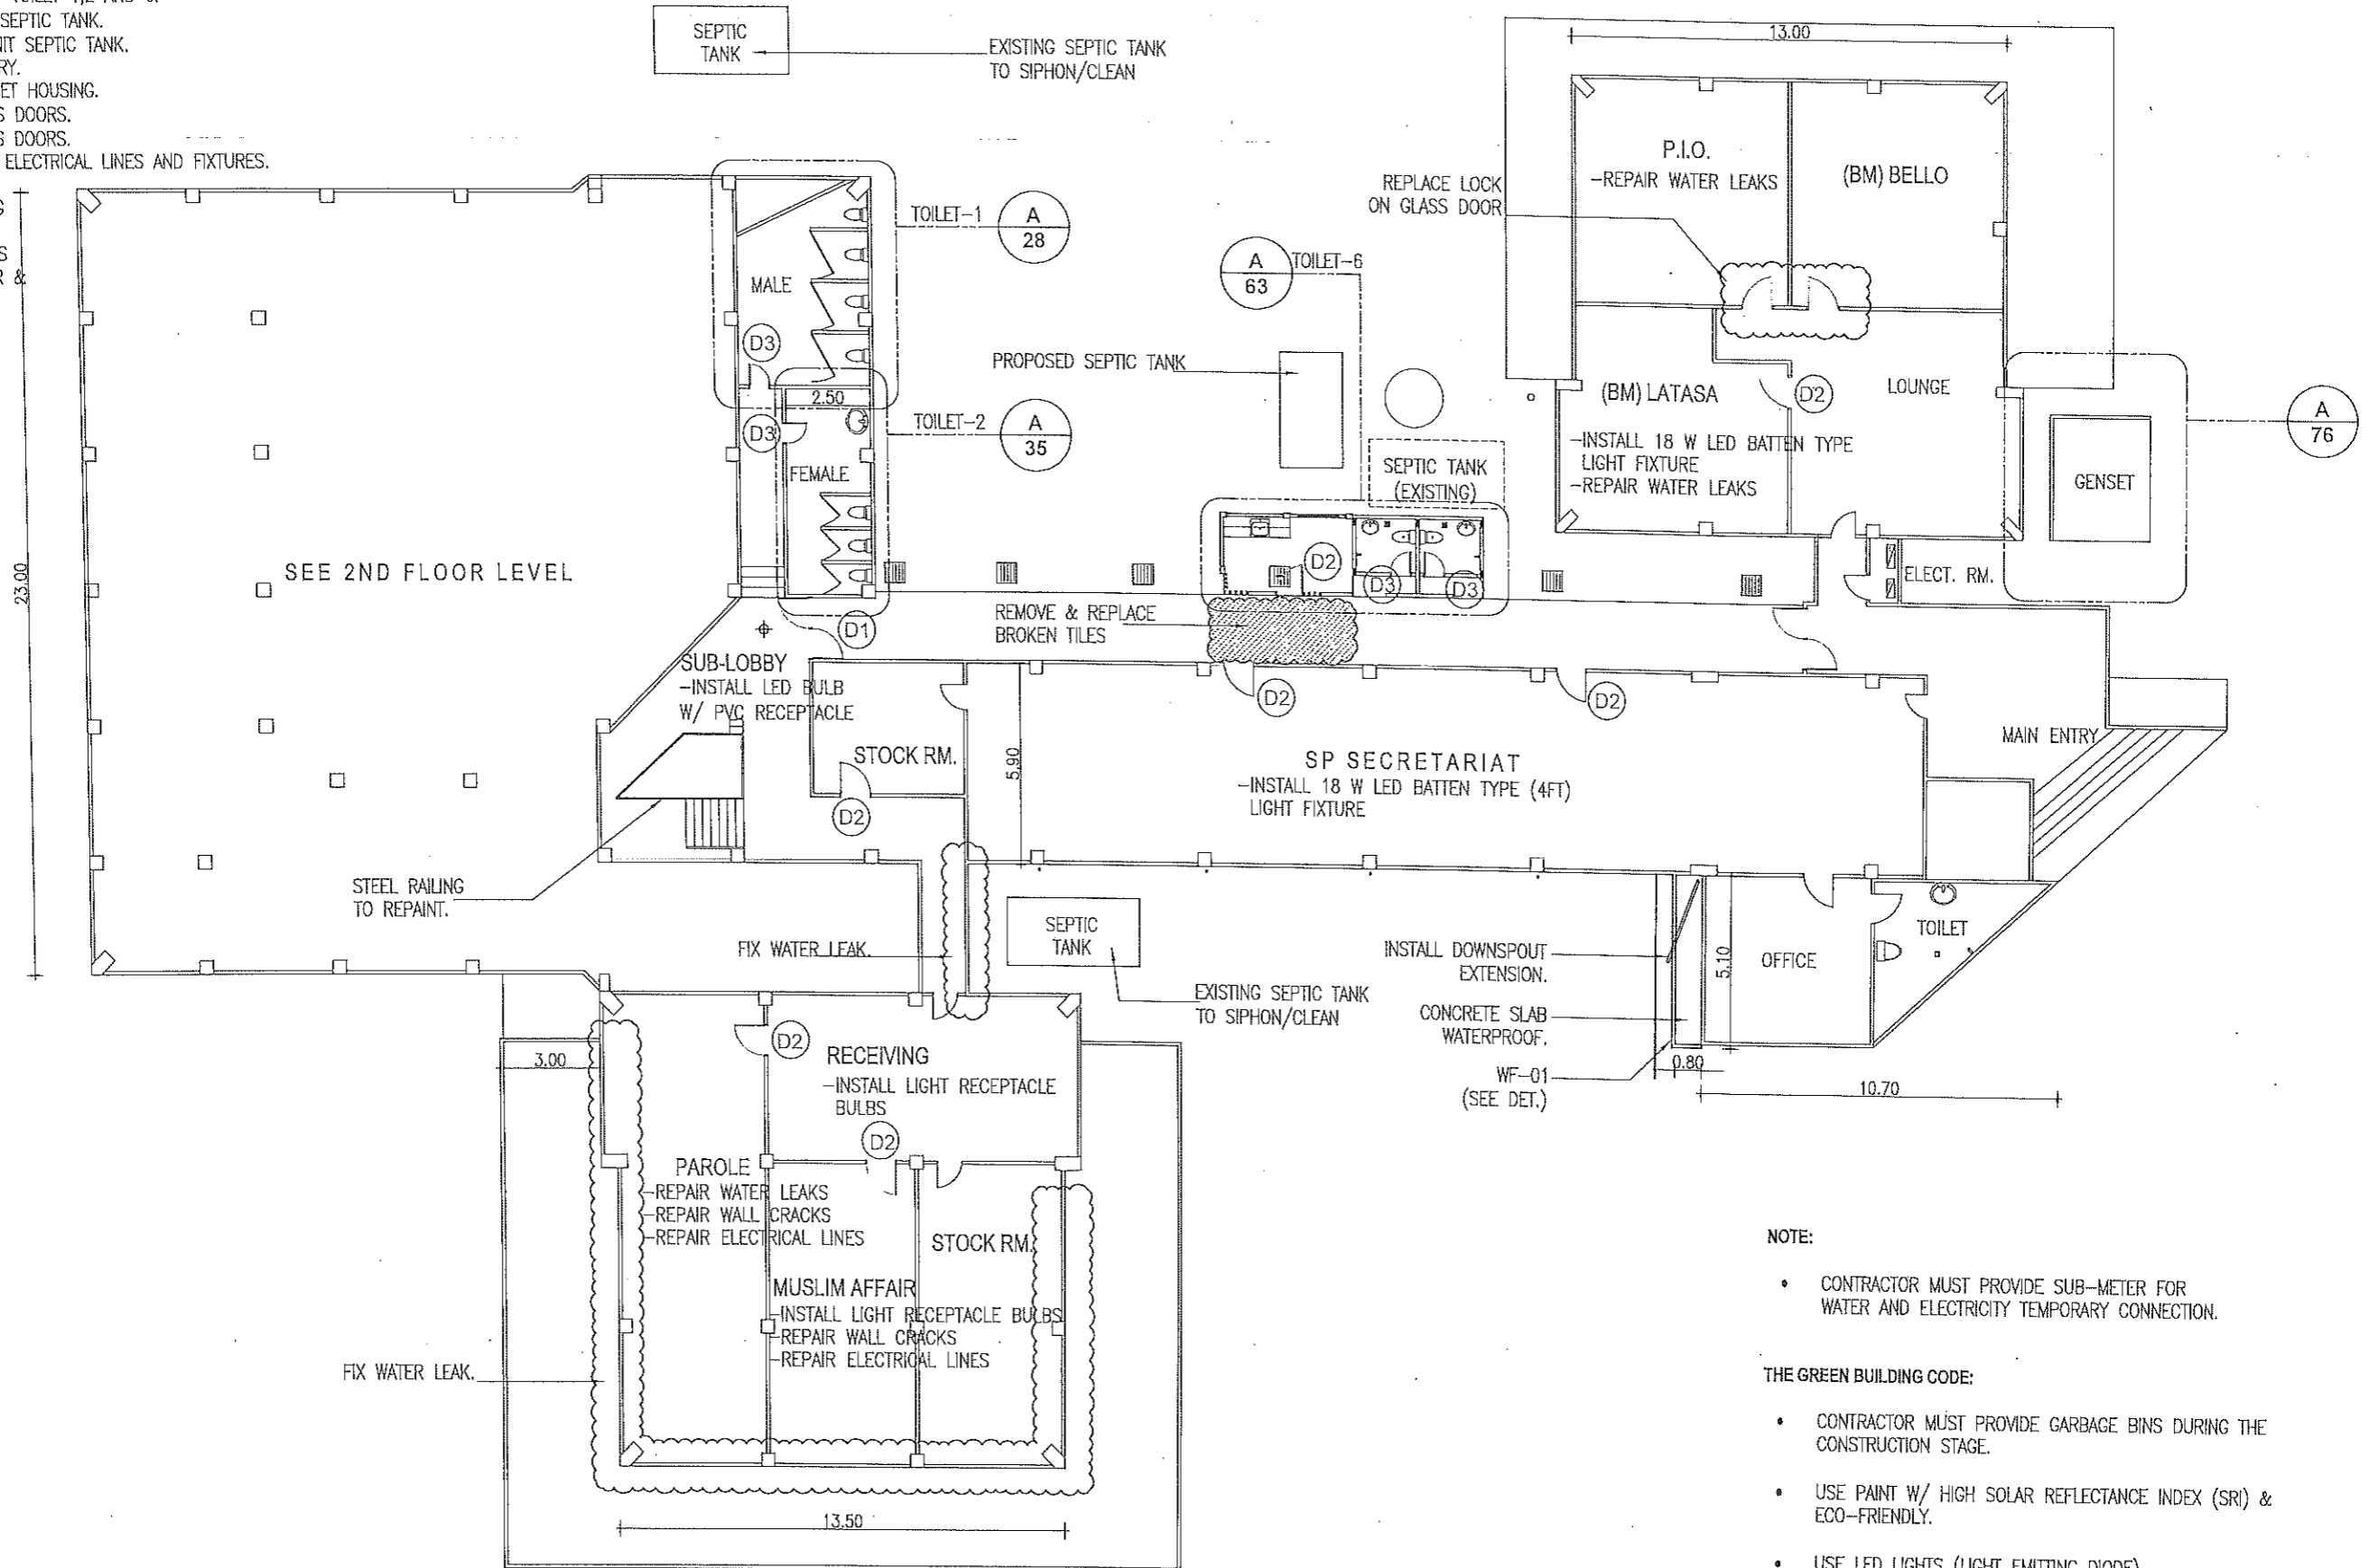 SEPTIC TANK.
SEPTIC TANK.
HOUSING.
DOORS.
DOORS.
ELECTRICAL LINES AND FIXTURES.
SEPTIC
TANK
EXISTING SEPTIC TANK
TO SIPHON/CLEAN
13.00
P.I.O.
-REPAIR WATER LEAKS
(BM) BELLO
REPLACE LOCK
ON GLASS DOOR
TOILET-1
A
28
MALE
D3
2.50
D3
TOILET-2
A
35
FEMALE
A
63
TOILET-6
PROPOSED SEPTIC TANK
SEPTIC TANK
(EXISTING)
(BM) LATASA
-INSTALL 18 W LED BATTEN TYPE
LIGHT FIXTURE
-REPAIR WATER LEAKS
D2
LOUNGE
A
76
GENSET
23.00
SEE 2ND FLOOR LEVEL
D2
D3
D3
ELECT. RM.
REMOVE & REPLACE
BROKEN TILES
D1
SUB-LOBBY
-INSTALL LED BULB
W/ PVC RECEPTACLE
STOCK RM.
D2
5.90
D2
D2
SP SECRETARIAT
-INSTALL 18 W LED BATTEN TYPE (4FT)
LIGHT FIXTURE
MAIN ENTRY
STEEL RAILING
TO REPAINT.
FIX WATER LEAK.
SEPTIC
TANK
EXISTING SEPTIC TANK
TO SIPHON/CLEAN
INSTALL DOWNSPOUT
EXTENSION.
CONCRETE SLAB
WATERPROOF.
WF-01
(SEE DET.)
5.10
OFFICE
TOILET
0.80
10.70
3.00
D2
RECEIVING
-INSTALL LIGHT RECEPTACLE
BULBS
D2
PAROLE
-REPAIR WATER LEAKS
-REPAIR WALL CRACKS
-REPAIR ELECTRICAL LINES
STOCK RM.
MUSLIM AFFAIR
-INSTALL LIGHT RECEPTACLE BULBS
-REPAIR WALL CRACKS
-REPAIR ELECTRICAL LINES
FIX WATER LEAK.
13.50
NOTE:
• CONTRACTOR MUST PROVIDE SUB-METER FOR
WATER AND ELECTRICITY TEMPORARY CONNECTION.
THE GREEN BUILDING CODE:
• CONTRACTOR MUST PROVIDE GARBAGE BINS DURING THE
CONSTRUCTION STAGE.
• USE PAINT W/ HIGH SOLAR REFLECTANCE INDEX (SRI) &
ECO-FRIENDLY.
• USE LED LIGHTS (LIGHT EMITTING DIODE)